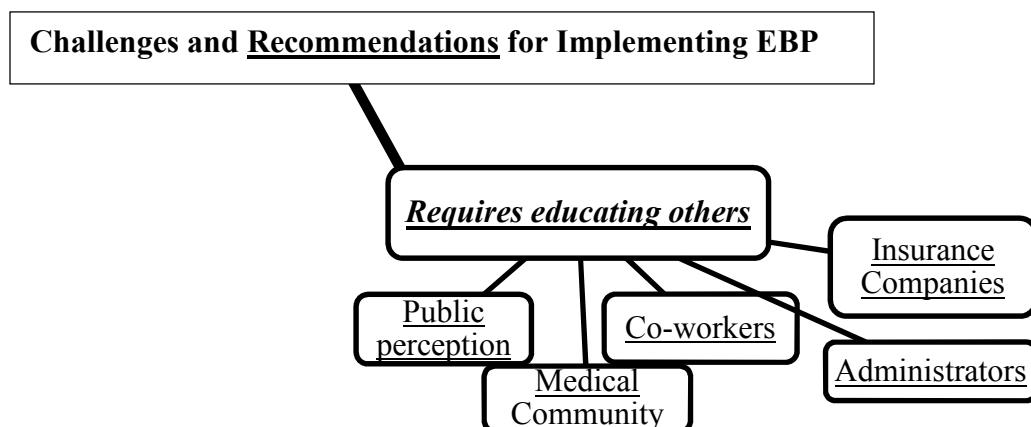 Challenges and Recommendations for Implementing EBP
Requires educating others
Insurance
Companies
Public
perception
Co-workers
Administrators
Medical
Community